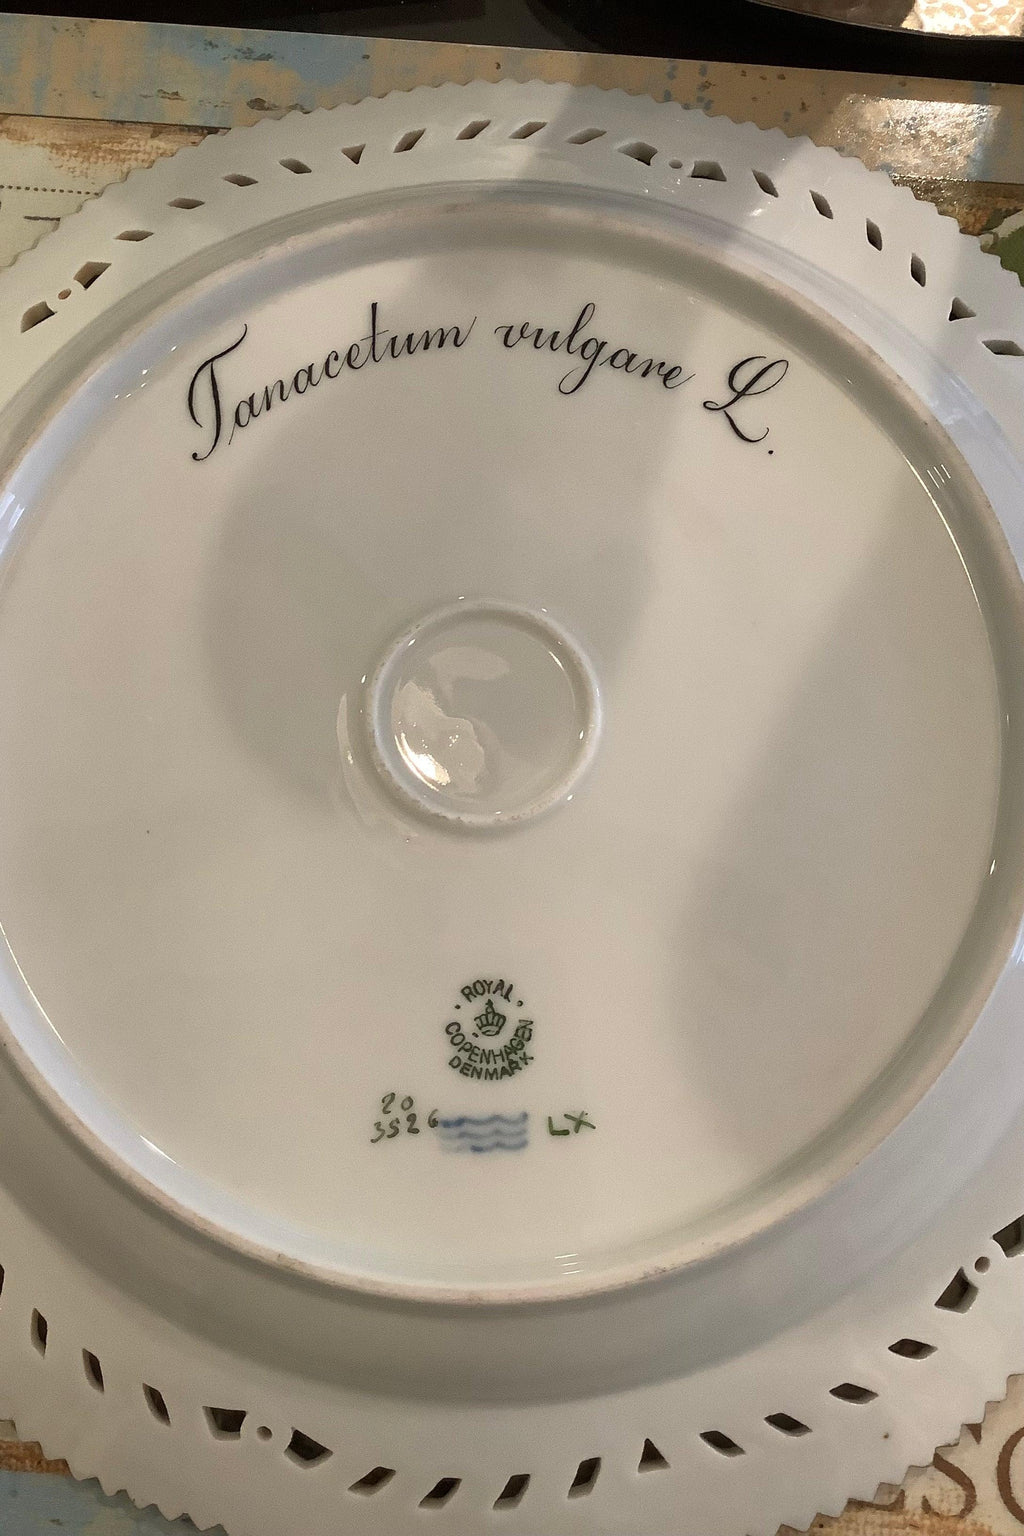 Tanacetum vulgare L.
ROYAL
COPENHAGEN
DENMARK
20
3526 LX